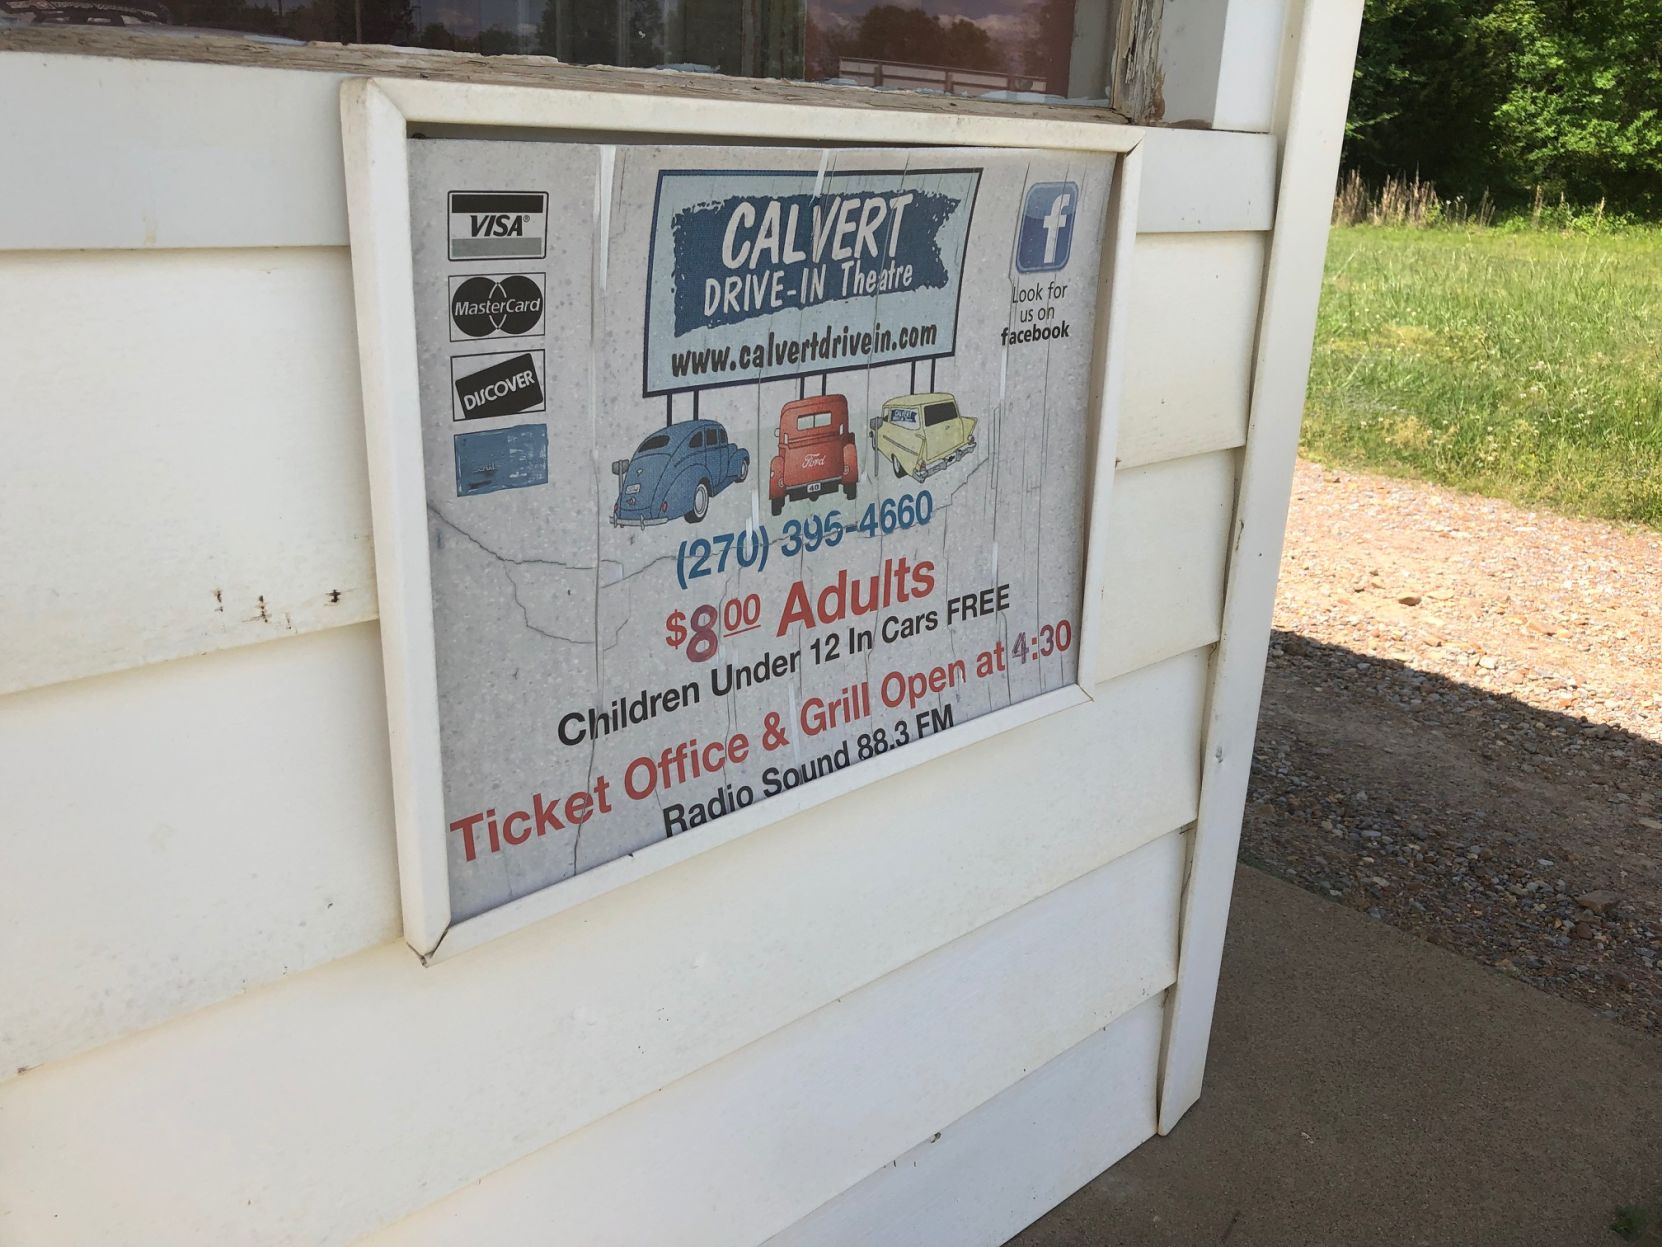 VISA®
MasterCard
DISCOVER
CALVERT
DRIVE-IN Theatre
www.calvertdrivein.com
f
Look for
us on
facebook
Ford
40
(270) 395-4660
$8.00 Adults
Children Under 12 In Cars FREE
Ticket Office & Grill Open at 4:30
Radio Sound 88.3 FM